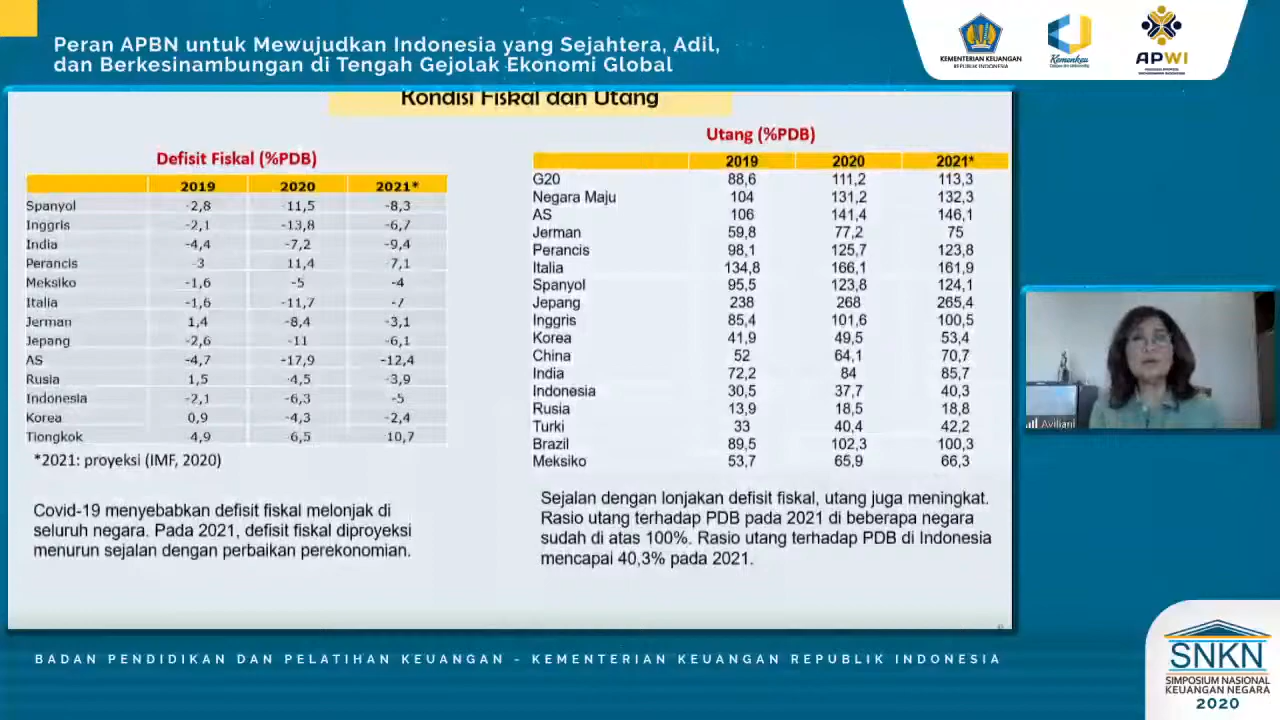 Peran APBN untuk Mewujudkan Indonesia yang Sejahtera, Adil,
dan Berkesinambungan di Tengah Gejolak Ekonomi Global
KEMENTERIAN KEUANGAN
REPUBLIK INDONESIA
Kemenkeu
APWI
Kondisi Fiskal dan Utang
Defisit Fiskal (%PDB)
2019 2020 2021*
Spanyol -2,8 -11,5 -8,3
Inggris -2,1 -13,8 -6,7
India -4,4 -7,2 -9,4
Perancis -3 11,4 -7,1
Meksiko -1,6 -5 -4
Italia -1,6 -11,7 -7
Jerman 1,4 -8,4 -3,1
Jepang -2,6 -11 -6,1
AS -4,7 -17,9 -12,4
Rusia 1,5 -4,5 -3,9
Indonesia -2,1 -6,3 -5
Korea 0,9 -4,3 -2,4
Tiongkok 4,9 6,5 10,7
*2021: proyeksi (IMF, 2020)
Covid-19 menyebabkan defisit fiskal melonjak di
seluruh negara. Pada 2021, defisit fiskal diproyeksi
menurun sejalan dengan perbaikan perekonomian.
Utang (%PDB)
2019 2020 2021*
G20 88,6 111,2 113,3
Negara Maju 104 131,2 132,3
AS 106 141,4 146,1
Jerman 59,8 77,2 75
Perancis 98,1 125,7 123,8
Italia 134,8 166,1 161,9
Spanyol 95,5 123,8 124,1
Jepang 238 268 265,4
Inggris 85,4 101,6 100,5
Korea 41,9 49,5 53,4
China 52 64,1 70,7
India 72,2 84 85,7
Indonesia 30,5 37,7 40,3
Rusia 13,9 18,5 18,8
Turki 33 40,4 42,2
Brazil 89,5 102,3 100,3
Meksiko 53,7 65,9 66,3
Sejalan dengan lonjakan defisit fiskal, utang juga meningkat.
Rasio utang terhadap PDB pada 2021 di beberapa negara
sudah di atas 100%. Rasio utang terhadap PDB di Indonesia
mencapai 40,3% pada 2021.
Aviliani
BADAN PENDIDIKAN DAN PELATIHAN KEUANGAN - KEMENTERIAN KEUANGAN REPUBLIK INDONESIA
SNKN
SIMPOSIUM NASIONAL
KEUANGAN NEGARA
2020